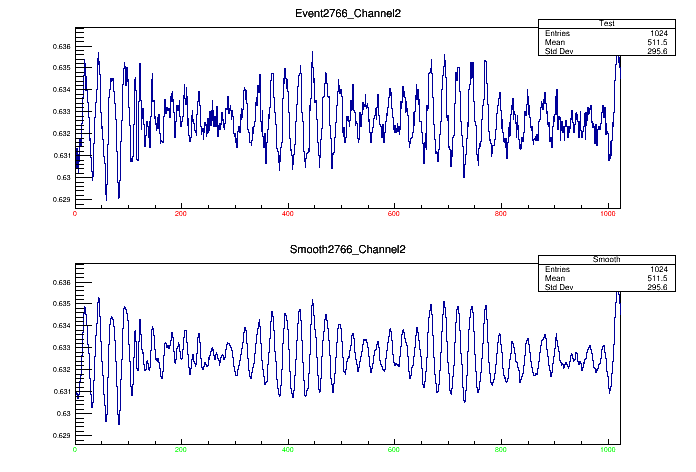 Event2766_Channel2
Test
Entries 1024
Mean 511.5
Std Dev 295.6
0.636
0.635
0.634
0.633
0.632
0.631
0.63
0.629
0 200 400 600 800 1000
Smooth2766_Channel2
Smooth
Entries 1024
Mean 511.5
Std Dev 295.6
0.636
0.635
0.634
0.633
0.632
0.631
0.63
0.629
0 200 400 600 800 1000